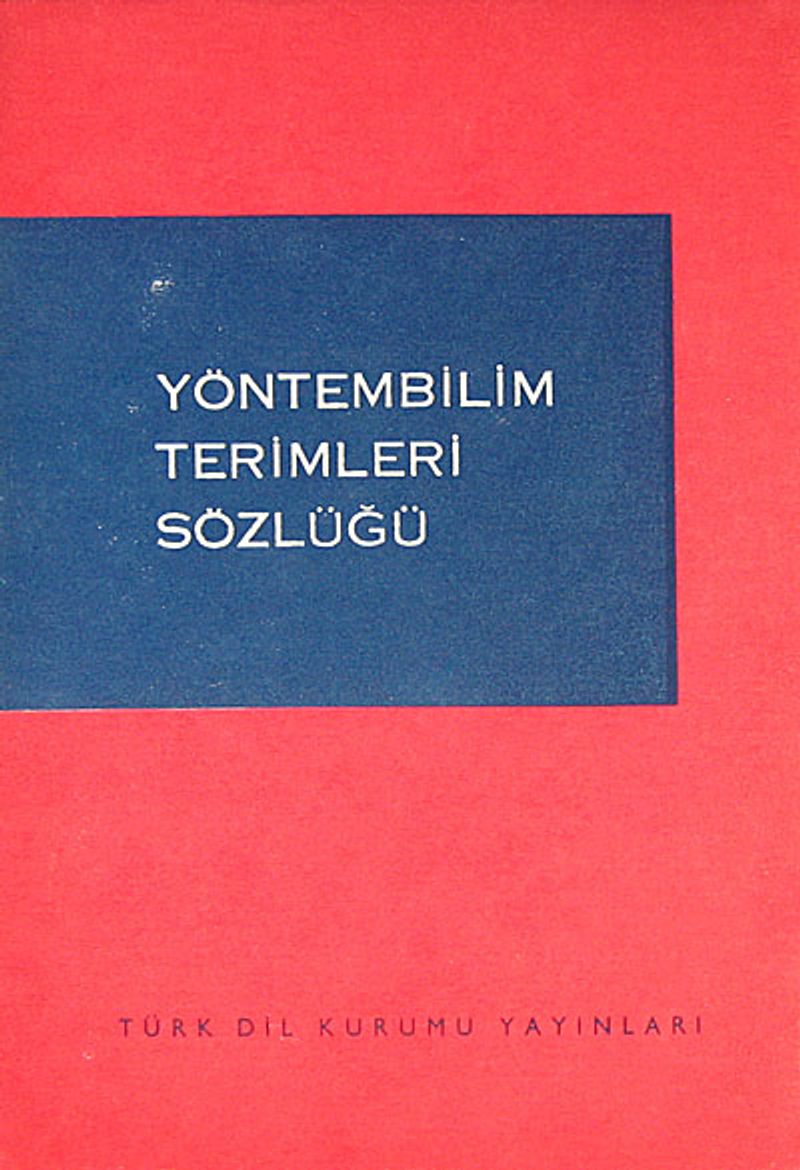 YÖNTEMBİLİM
TERİMLERİ
SÖZLÜĞÜ
TÜRK DİL KURUMU YAYINLARI